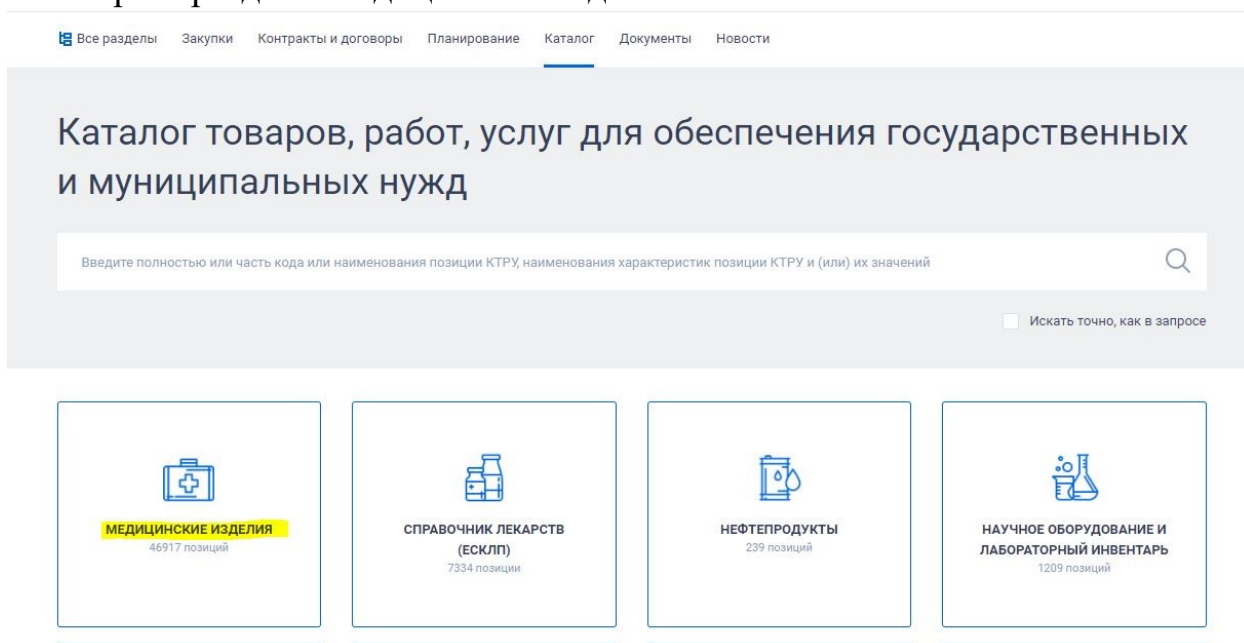 Все разделы Закупки Контракты и договоры Планирование Каталог Документы Новости
Каталог товаров, работ, услуг для обеспечения государственных
и муниципальных нужд
Введите полностью или часть кода или наименования позиции КТРУ, наименования характеристик позиции КТРУ и (или) их значений
Искать точно, как в запросе
МЕДИЦИНСКИЕ ИЗДЕЛИЯ
46917 позиций
СПРАВОЧНИК ЛЕКАРСТВ
(ЕСКЛП)
7334 позиции
НЕФТЕПРОДУКТЫ
239 позиций
НАУЧНОЕ ОБОРУДОВАНИЕ И
ЛАБОРАТОРНЫЙ ИНВЕНТАРЬ
1209 позиций